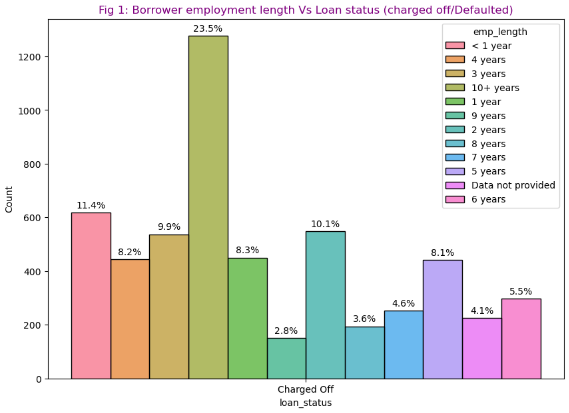 Fig 1: Borrower employment length Vs Loan status (charged off/Defaulted)
emp_length
< 1 year
4 years
3 years
10+ years
1 year
9 years
2 years
8 years
7 years
5 years
Data not provided
6 years
Count
1200
1000
800
600
400
200
0
11.4%
8.2%
9.9%
23.5%
8.3%
2.8%
10.1%
3.6%
4.6%
8.1%
4.1%
5.5%
Charged Off
loan_status